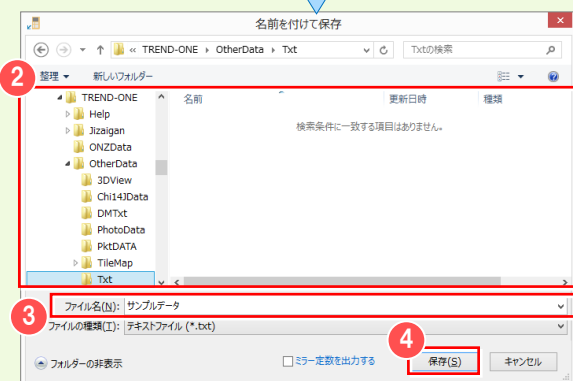 名前を付けて保存
« TREND-ONE › OtherData › Txt
Txtの検索
2
整理 新しいフォルダー
TREND-ONE
Help
Jizaigan
ONZData
OtherData
3DView
Chi14JData
DMTxt
PhotoData
PktDATA
TileMap
Txt
名前 更新日時 種類
検索条件に一致する項目はありません。
3
ファイル名(N): サンプルデータ
ファイルの種類(T): テキストファイル (*.txt)
4
フォルダーの非表示
ミラー定数を出力する
保存(S)
キャンセル